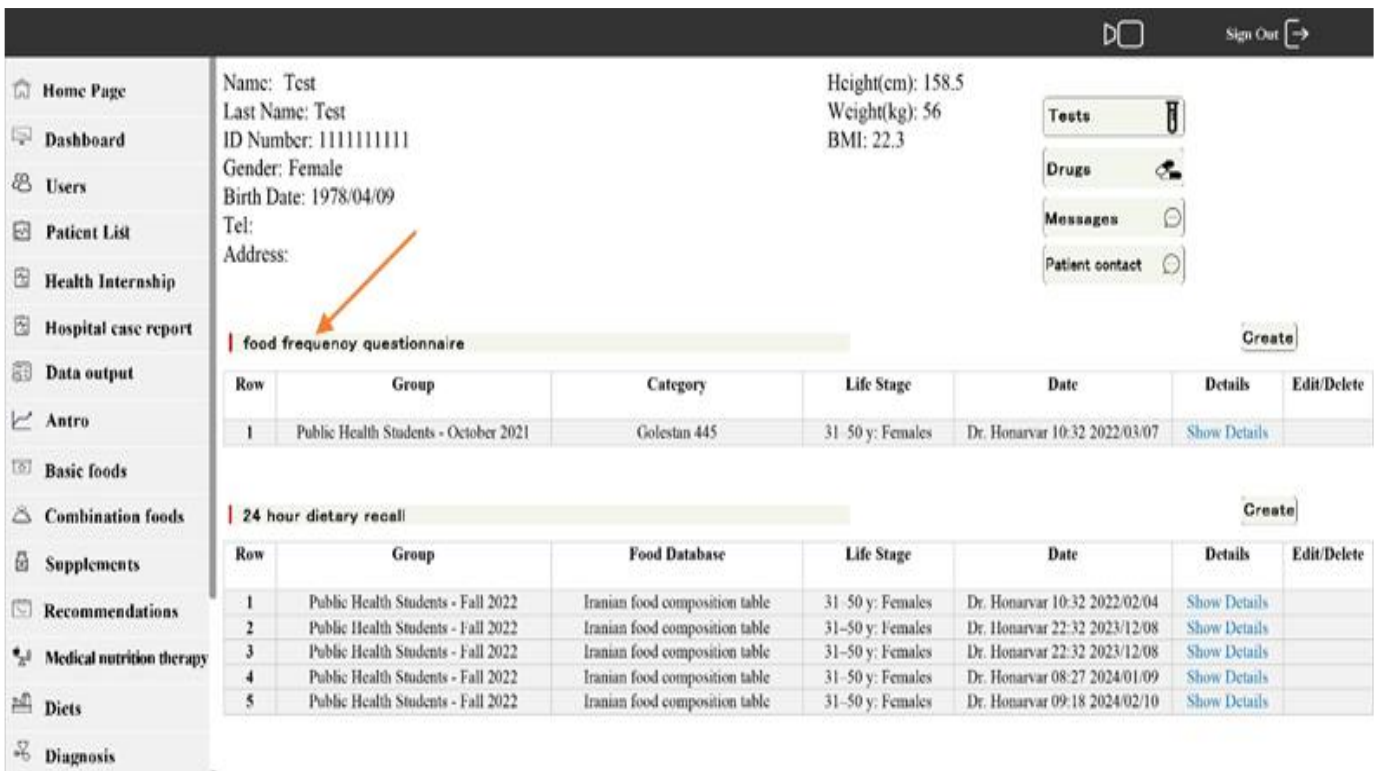 Sign Out
Home Page
Dashboard
Users
Patient List
Health Internship
Hospital case report
Data output
Antro
Basic foods
Combination foods
Supplements
Recommendations
Medical nutrition therapy
Diets
Diagnosis
Name: Test
Last Name: Test
ID Number: 1111111111
Gender: Female
Birth Date: 1978/04/09
Tel:
Address:
Height(cm): 158.5
Weight(kg): 56
BMI: 22.3
Tests
Drugs
Messages
Patient contact
food frequency questionnaire
Create
Row Group Category Life Stage Date Details Edit/Delete
1 Public Health Students - October 2021 Golestan 445 31-50 y: Females Dr. Honarvar 10:32 2022/03/07 Show Details
24 hour dietary recall
Create
Row Group Food Database Life Stage Date Details Edit/Delete
1 Public Health Students - Fall 2022 Iranian food composition table 31-50 y: Females Dr. Honarvar 10:32 2022/02/04 Show Details
2 Public Health Students - Fall 2022 Iranian food composition table 31-50 y: Females Dr. Honarvar 22:32 2023/12/08 Show Details
3 Public Health Students - Fall 2022 Iranian food composition table 31-50 y: Females Dr. Honarvar 22:32 2023/12/08 Show Details
4 Public Health Students - Fall 2022 Iranian food composition table 31-50 y: Females Dr. Honarvar 08:27 2024/01/09 Show Details
5 Public Health Students - Fall 2022 Iranian food composition table 31-50 y: Females Dr. Honarvar 09:18 2024/02/10 Show Details